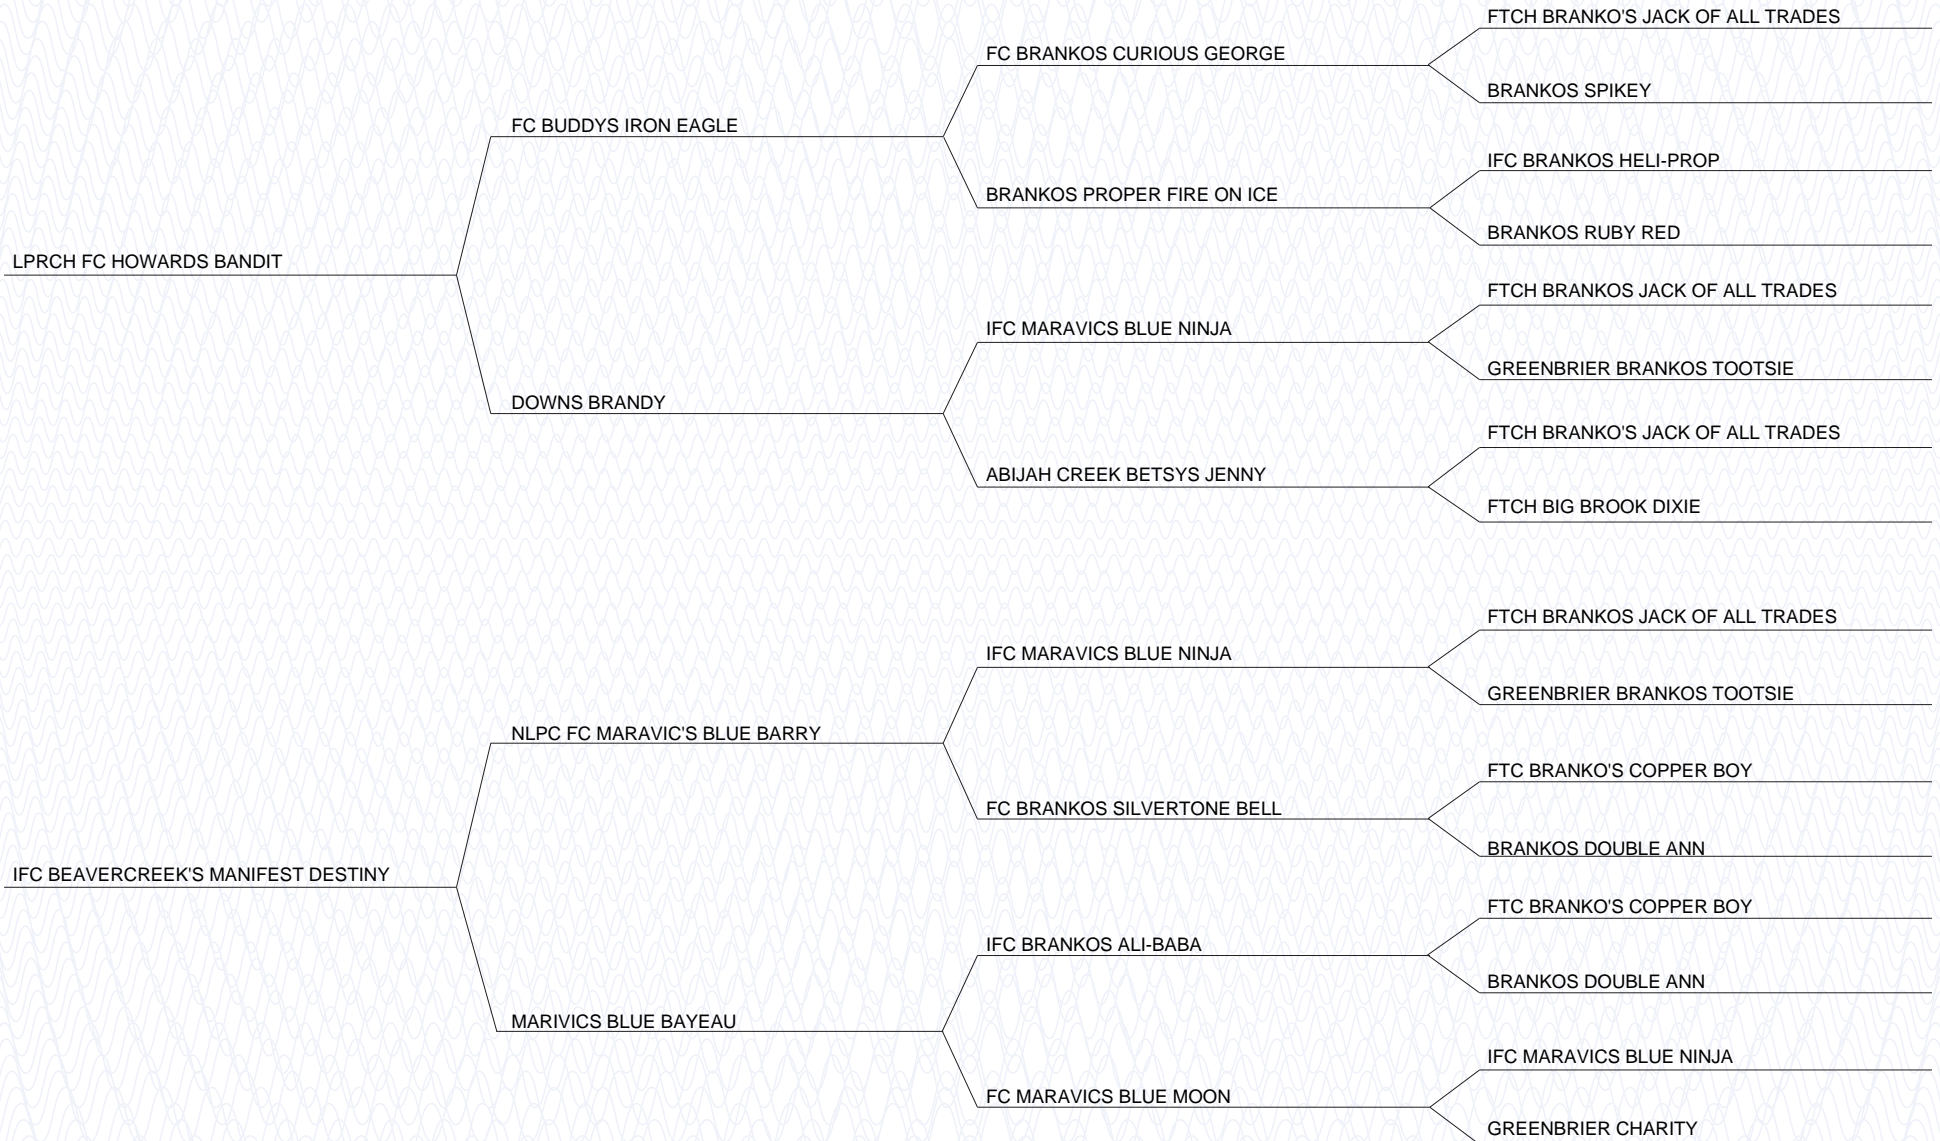 FTCH BRANKO'S JACK OF ALL TRADES
FC BRANKOS CURIOUS GEORGE
BRANKOS SPIKEY
FC BUDDYS IRON EAGLE
IFC BRANKOS HELI-PROP
BRANKOS PROPER FIRE ON ICE
BRANKOS RUBY RED
LPRCH FC HOWARDS BANDIT
FTCH BRANKOS JACK OF ALL TRADES
IFC MARAVICS BLUE NINJA
GREENBRIER BRANKOS TOOTSIE
DOWNS BRANDY
FTCH BRANKO'S JACK OF ALL TRADES
ABIJAH CREEK BETSYS JENNY
FTCH BIG BROOK DIXIE
FTCH BRANKOS JACK OF ALL TRADES
IFC MARAVICS BLUE NINJA
GREENBRIER BRANKOS TOOTSIE
NLPC FC MARAVIC'S BLUE BARRY
FTC BRANKO'S COPPER BOY
FC BRANKOS SILVERTONE BELL
BRANKOS DOUBLE ANN
IFC BEAVERCREEK'S MANIFEST DESTINY
FTC BRANKO'S COPPER BOY
IFC BRANKOS ALI-BABA
BRANKOS DOUBLE ANN
MARIVICS BLUE BAYEAU
IFC MARAVICS BLUE NINJA
FC MARAVICS BLUE MOON
GREENBRIER CHARITY